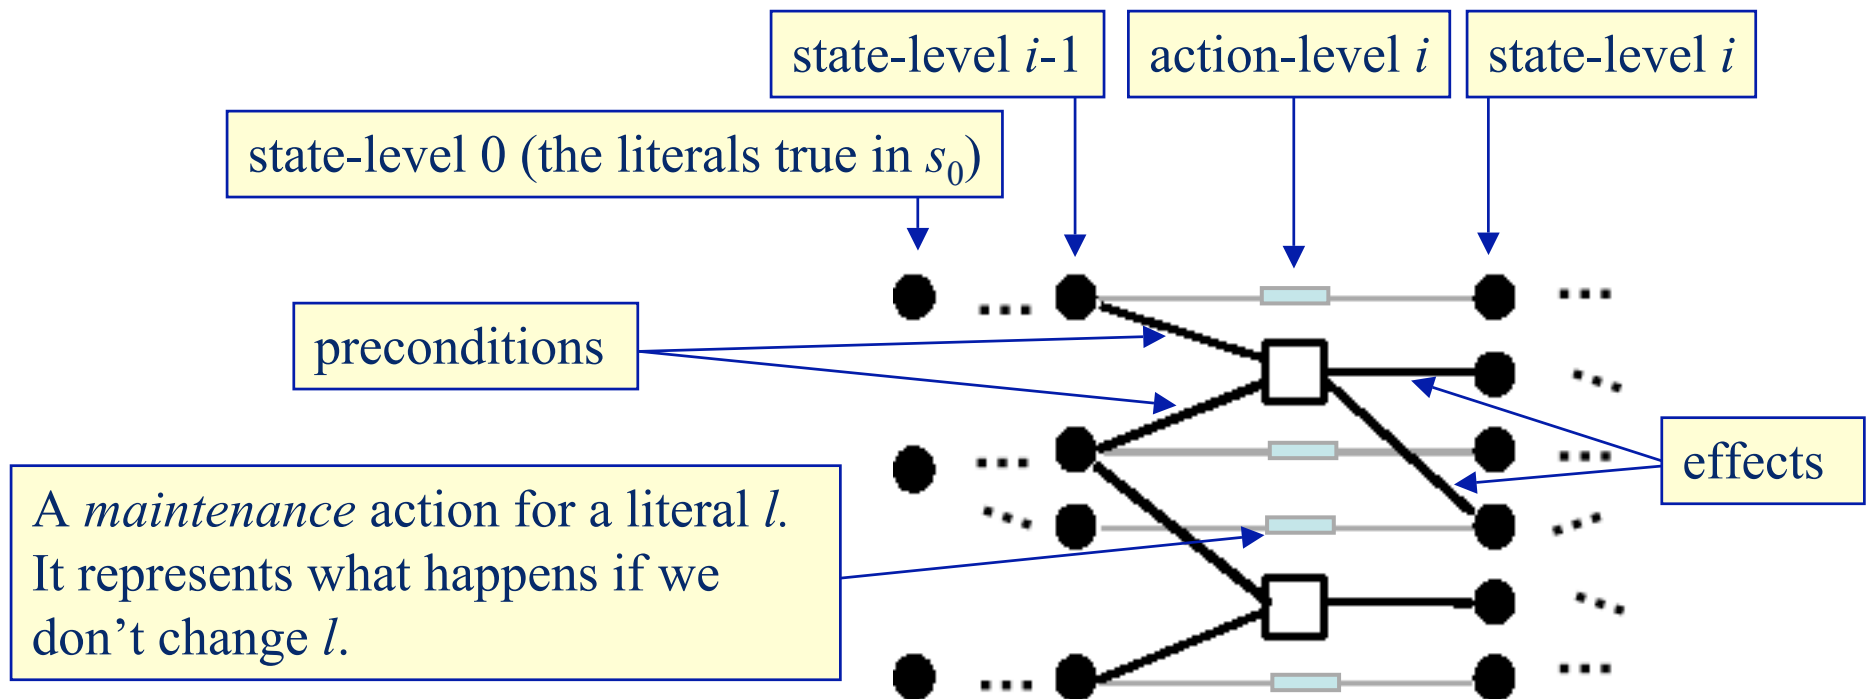 state-level i-1
action-level i
state-level i
state-level 0 (the literals true in s₀)
preconditions
effects
A maintenance action for a literal l.
It represents what happens if we
don’t change l.